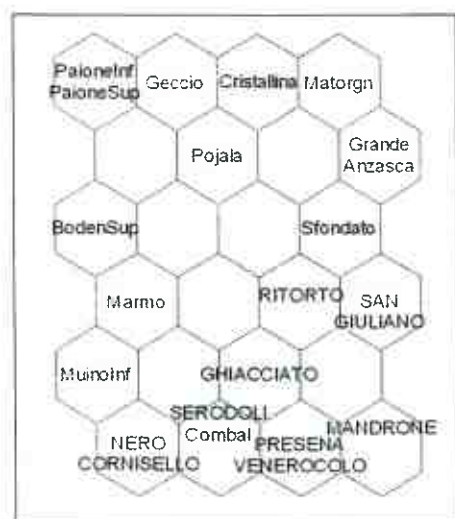 PaioneInf
PaioneSup
Geccio
Cristallina
Matorgn
Pojala
Grande
Anzasca
BodenSup
Sfondato
Marmo
RITORTO
SAN
GIULIANO
MuinoInf
GHIACCIATO
SERODOLI
Combal
NERO
CORNISELLO
PRESENA
VENEROCOLO
MANDRONE